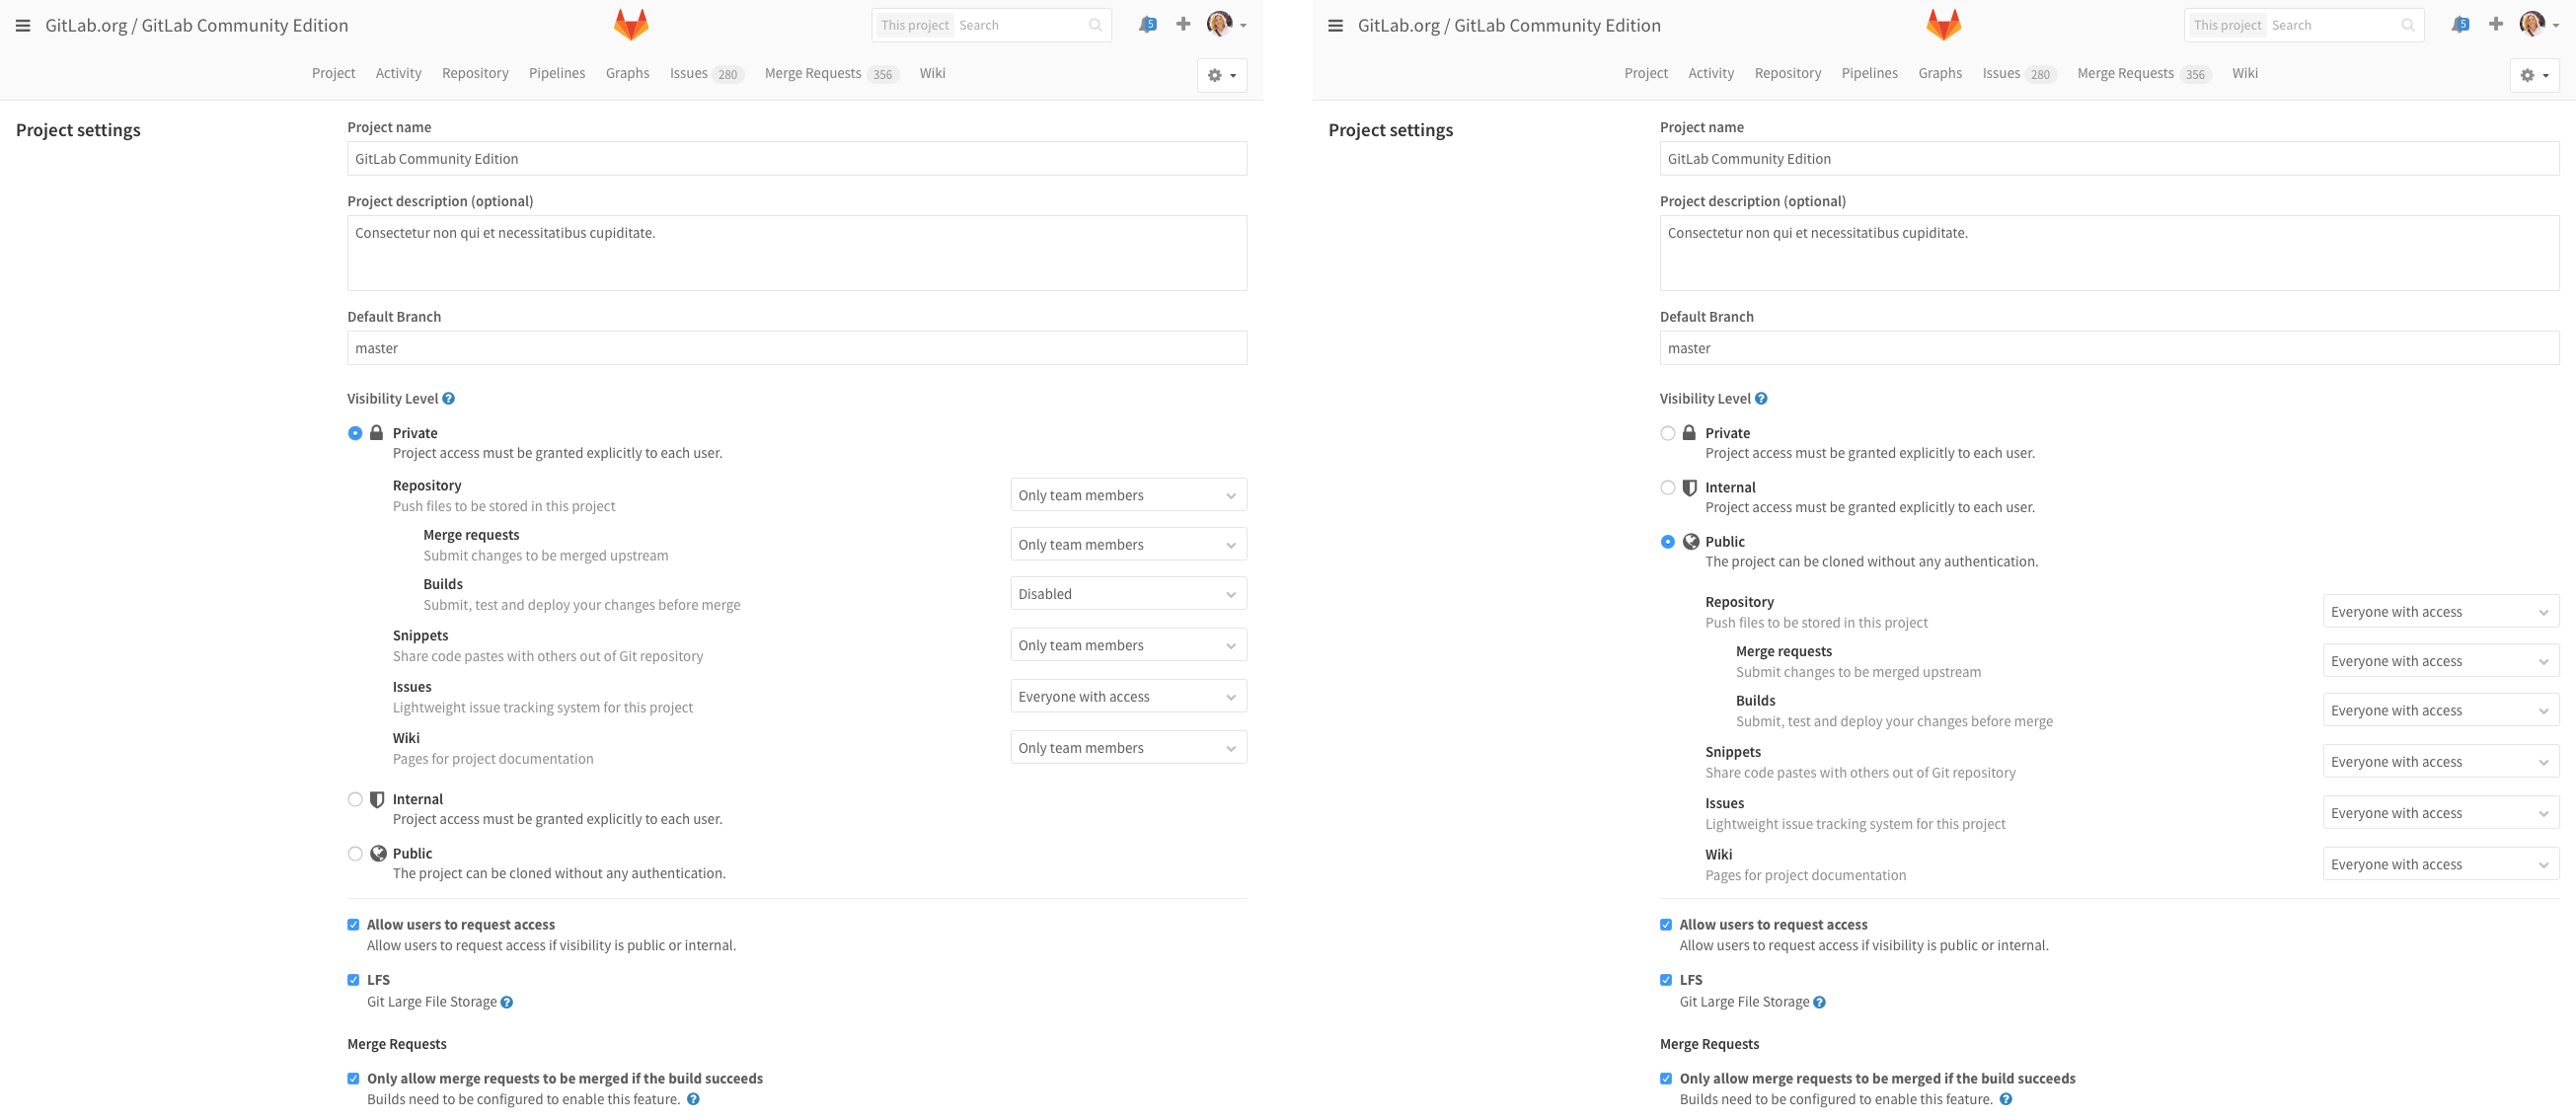 GitLab.org / GitLab Community Edition
This project Search
5
Project Activity Repository Pipelines Graphs Issues 280 Merge Requests 356 Wiki
Project settings
Project name
GitLab Community Edition
Project description (optional)
Consectetur non qui et necessitatibus cupiditate.
Default Branch
master
Visibility Level ?
Private
Project access must be granted explicitly to each user.
Repository
Push files to be stored in this project
Only team members
Merge requests
Submit changes to be merged upstream
Only team members
Builds
Submit, test and deploy your changes before merge
Disabled
Snippets
Share code pastes with others out of Git repository
Only team members
Issues
Lightweight issue tracking system for this project
Everyone with access
Wiki
Pages for project documentation
Only team members
Internal
Project access must be granted explicitly to each user.
Public
The project can be cloned without any authentication.
Allow users to request access
Allow users to request access if visibility is public or internal.
LFS
Git Large File Storage ?
Merge Requests
Only allow merge requests to be merged if the build succeeds
Builds need to be configured to enable this feature. ?
GitLab.org / GitLab Community Edition
This project Search
5
Project Activity Repository Pipelines Graphs Issues 280 Merge Requests 356 Wiki
Project settings
Project name
GitLab Community Edition
Project description (optional)
Consectetur non qui et necessitatibus cupiditate.
Default Branch
master
Visibility Level ?
Private
Project access must be granted explicitly to each user.
Internal
Project access must be granted explicitly to each user.
Public
The project can be cloned without any authentication.
Repository
Push files to be stored in this project
Everyone with access
Merge requests
Submit changes to be merged upstream
Everyone with access
Builds
Submit, test and deploy your changes before merge
Everyone with access
Snippets
Share code pastes with others out of Git repository
Everyone with access
Issues
Lightweight issue tracking system for this project
Everyone with access
Wiki
Pages for project documentation
Everyone with access
Allow users to request access
Allow users to request access if visibility is public or internal.
LFS
Git Large File Storage ?
Merge Requests
Only allow merge requests to be merged if the build succeeds
Builds need to be configured to enable this feature. ?